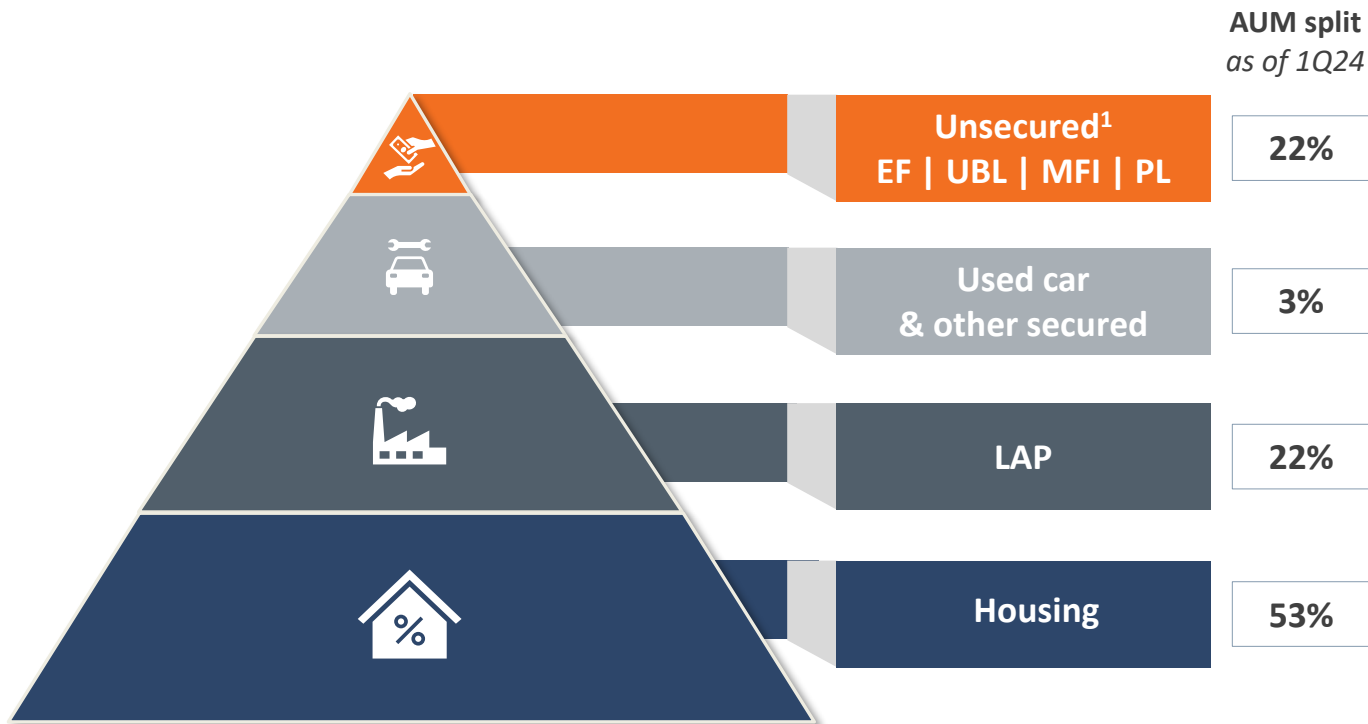 AUM split
as of 1Q24
Unsecured¹
EF | UBL | MFI | PL
22%
Used car
& other secured
3%
LAP
22%
%
Housing
53%